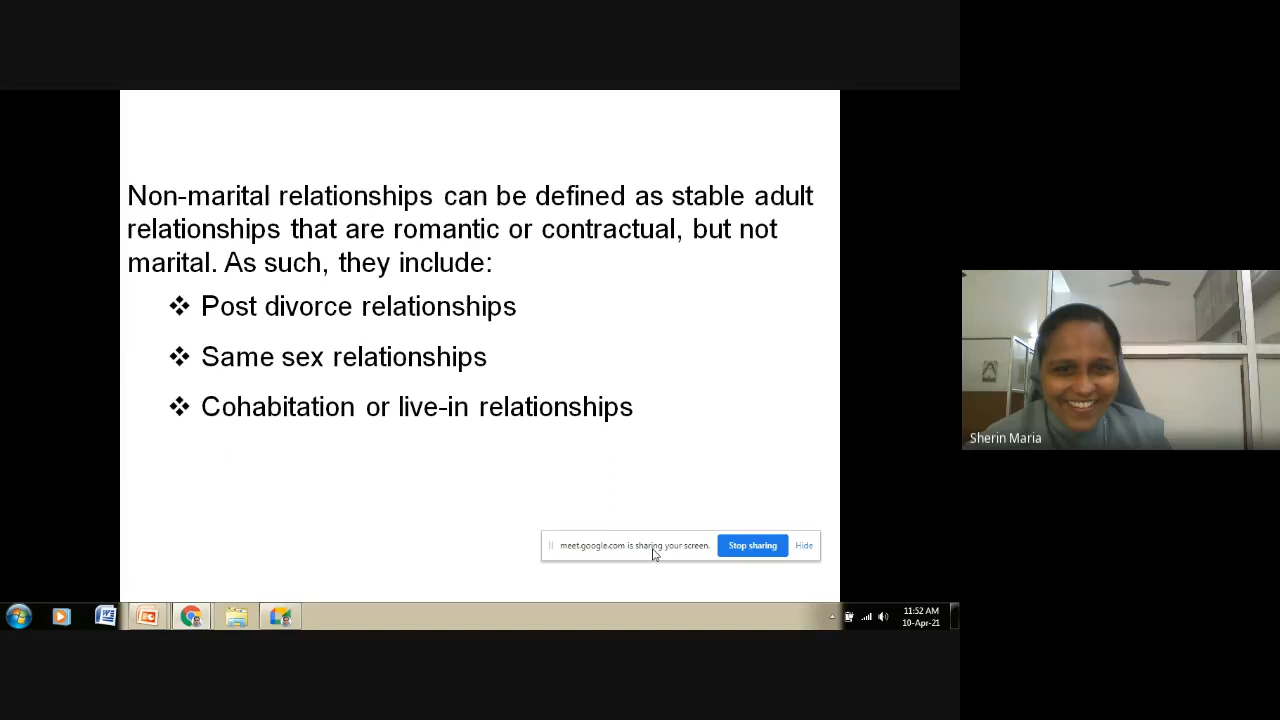 Non-marital relationships can be defined as stable adult
relationships that are romantic or contractual, but not
marital. As such, they include:
❖ Post divorce relationships
❖ Same sex relationships
❖ Cohabitation or live-in relationships
Sherin Maria
meet.google.com is sharing your screen. Stop sharing Hide
11:52 AM
10-Apr-21